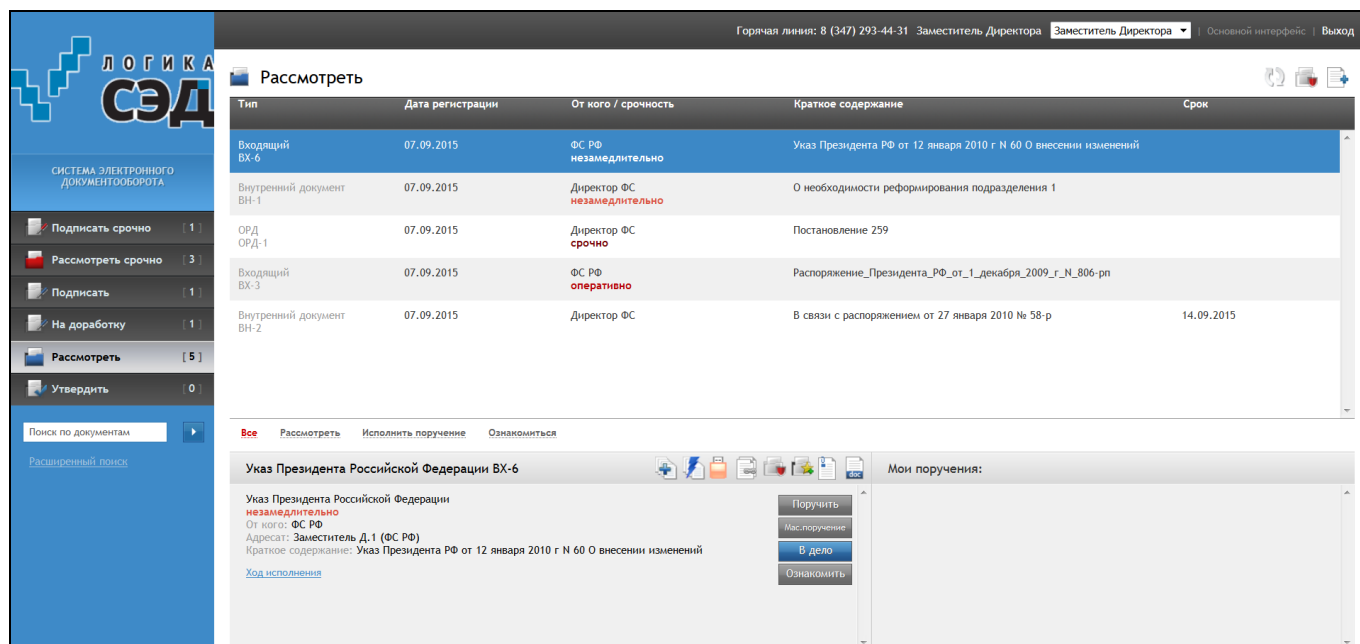 Горячая линия: 8 (347) 293-44-31 Заместитель Директора Заместитель Директора | Основной интерфейс | Выход
ЛОГИКА
СЭД
СИСТЕМА ЭЛЕКТРОННОГО
ДОКУМЕНТООБОРОТА
Подписать срочно [1]
Рассмотреть срочно [3]
Подписать [1]
На доработку [1]
Рассмотреть [5]
Утвердить [0]
Поиск по документам
Расширенный поиск
Рассмотреть
Тип Дата регистрации От кого / срочность Краткое содержание Срок
Входящий 07.09.2015 ФС РФ Указ Президента РФ от 12 января 2010 г N 60 О внесении изменений
ВХ-6 незамедлительно
Внутренний документ 07.09.2015 Директор ФС О необходимости реформирования подразделения 1
ВН-1 незамедлительно
ОРД 07.09.2015 Директор ФС Постановление 259
ОРД-1 срочно
Входящий 07.09.2015 ФС РФ Распоряжение_Президента_РФ_от_1_декабря_2009_г_N_806-рп
ВХ-3 оперативно
Внутренний документ 07.09.2015 Директор ФС В связи с распоряжением от 27 января 2010 № 58-р 14.09.2015
ВН-2
Все Рассмотреть Исполнить поручение Ознакомиться
Указ Президента Российской Федерации ВХ-6
doc
Мои поручения:
Указ Президента Российской Федерации
незамедлительно
От кого: ФС РФ
Адресат: Заместитель Д.1 (ФС РФ)
Краткое содержание: Указ Президента РФ от 12 января 2010 г N 60 О внесении изменений
Ход исполнения
Поручить
Мас.поручение
В дело
Ознакомить